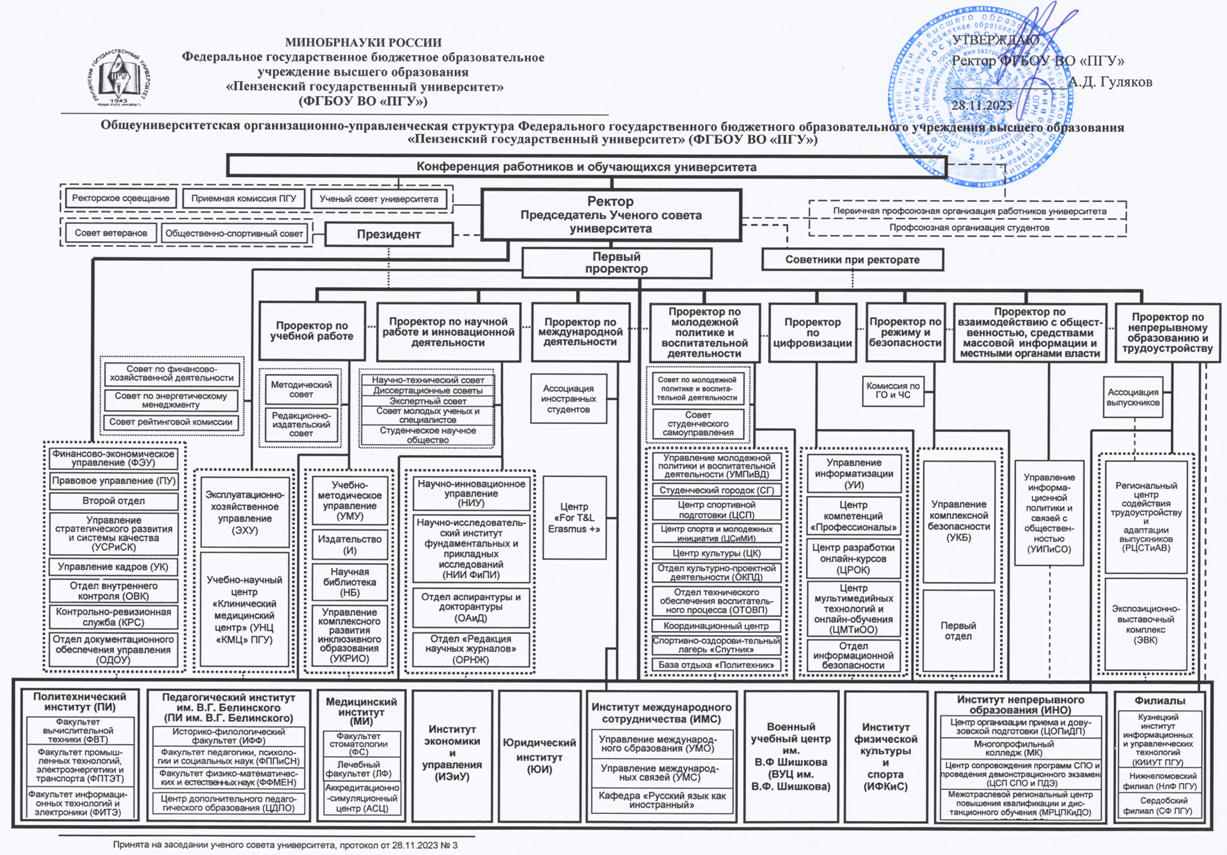 МИНОБРНАУКИ РОССИИ
Федеральное государственное бюджетное образовательное
учреждение высшего образования
«Пензенский государственный университет»
(ФГБОУ ВО «ПГУ»)
УТВЕРЖДАЮ
Ректор ФГБОУ ВО «ПГУ»
А.Д. Гуляков
28.11.2023
1943
Общеуниверситетская организационно-управленческая структура Федерального государственного бюджетного образовательного учреждения высшего образования
«Пензенский государственный университет» (ФГБОУ ВО «ПГУ»)
Конференция работников и обучающихся университета
Ректорское совещание
Приемная комиссия ПГУ
Ученый совет университета
Ректор
Председатель Ученого совета
университета
Первичная профсоюзная организация работников университета
Профсоюзная организация студентов
Совет ветеранов
Общественно-спортивный совет
Президент
Первый
проректор
Советники при ректорате
Проректор по
учебной работе
Проректор по научной
работе и инновационной
деятельности
Проректор по
международной
деятельности
Проректор по
молодежной
политике и
воспитательной
деятельности
Проректор
по
цифровизации
Проректор по
режиму и
безопасности
Проректор по
взаимодействию с общест-
венностью, средствами
массовой информации и
местными органами власти
Проректор по
непрерывному
образованию и
трудоустройству
Совет по финансово-
хозяйственной деятельности
Совет по энергетическому
менеджменту
Совет рейтинговой комиссии
Методический
совет
Редакционно-
издательский
совет
Научно-технический совет
Диссертационные советы
Экспертный совет
Совет молодых ученых и
специалистов
Студенческое научное
общество
Ассоциация
иностранных
студентов
Совет по молодежной
политике и воспита-
тельной деятельности
Совет
студенческого
самоуправления
Комиссия по
ГО и ЧС
Ассоциация
выпускников
Финансово-экономическое
управление (ФЭУ)
Правовое управление (ПУ)
Второй отдел
Управление
стратегического развития
и системы качества
(УСРиСК)
Управление кадров (УК)
Отдел внутреннего
контроля (ОВК)
Контрольно-ревизионная
служба (КРС)
Отдел документационного
обеспечения управления
(ОДОУ)
Эксплуатационно-
хозяйственное
управление
(ЭХУ)
Учебно-научный
центр
«Клинический
медицинский
центр» (УНЦ
«КМЦ») ПГУ)
Учебно-
методическое
управление
(УМУ)
Издательство
(И)
Научная
библиотека
(НБ)
Управление
комплексного
развития
инклюзивного
образования
(УКРИО)
Научно-инновационное
управление
(НИУ)
Научно-исследователь-
ский институт
фундаментальных и
прикладных
исследований
(НИИ ФиПИ)
Отдел аспирантуры и
докторантуры
(ОАиД)
Отдел «Редакция
научных журналов»
(ОРНЖ)
Центр
«For T&L
Erasmus +»
Управление молодежной
политики и воспитательной
деятельности (УМПиВД)
Студенческий городок (СГ)
Центр спортивной
подготовки (ЦСП)
Центр спорта и молодежных
инициатив (ЦСиМИ)
Центр культуры (ЦК)
Отдел культурно-проектной
деятельности (ОКПД)
Отдел технического
обеспечения воспитатель-
ного процесса (ОТОВП)
Координационный центр
Спортивно-оздорови-тельный
лагерь «Спутник»
База отдыха «Политехник»
Управление
информатизации
(УИ)
Центр
компетенций
«Профессионалы»
Центр разработки
онлайн-курсов
(ЦРОК)
Центр
мультимедийных
технологий и
онлайн-обучения
(ЦМТиОО)
Отдел
информационной
безопасности
Управление
комплексной
безопасности
(УКБ)
Первый
отдел
Управление
информа-
ционной
политики и
связей с
обществен-
ностью
(УИПиСО)
Региональный
центр
содействия
трудоустройству
и
адаптации
выпускников
(РЦСТиАВ)
Экспозиционно-
выставочный
комплекс
(ЭВК)
Политехнический
институт (ПИ)
Факультет
вычислительной
техники (ФВТ)
Факультет промыш-
ленных технологий,
электроэнергетики и
транспорта (ФПТЭТ)
Факультет информаци-
онных технологий и
электроники (ФИТЭ)
Педагогический институт
им. В.Г. Белинского
(ПИ им. В.Г. Белинского)
Историко-филологический
факультет (ИФФ)
Факультет педагогики, психоло-
гии и социальных наук (ФППиСН)
Факультет физико-математичес-
ких и естественных наук (ФФМЕН)
Центр дополнительного педаго-
гического образования (ЦДПО)
Медицинский
институт
(МИ)
Факультет
стоматологии
(ФС)
Лечебный
факультет (ЛФ)
Аккредитационно
-симуляционный
центр (АСЦ)
Институт
экономики
и
управления
(ИЭиУ)
Юридический
институт
(ЮИ)
Институт международного
сотрудничества (ИМС)
Управление международ-
ного образования (УМО)
Управление международ-
ных связей (УМС)
Кафедра «Русский язык как
иностранный»
Военный
учебный центр
им.
В.Ф Шишкова
(ВУЦ им.
В.Ф. Шишкова)
Институт
физической
культуры
и
спорта
(ИФКиС)
Институт непрерывного
образования (ИНО)
Центр организации приема и дову-
зовской подготовки (ЦОПиДП)
Многопрофильный
колледж (МК)
Центр сопровождения программ СПО и
проведения демонстрационного экзамена
(ЦСП СПО и ПДЭ)
Межотраслевой региональный центр
повышения квалификации и дис-
танционного обучения (МРЦПКиДО)
Филиалы
Кузнецкий
институт
информационных
и управленческих
технологий
(КИИУТ ПГУ)
Нижнеломовский
филиал (НлФ ПГУ)
Сердобский
филиал (СФ ПГУ)
Принята на заседании ученого совета университета, протокол от 28.11.2023 № 3